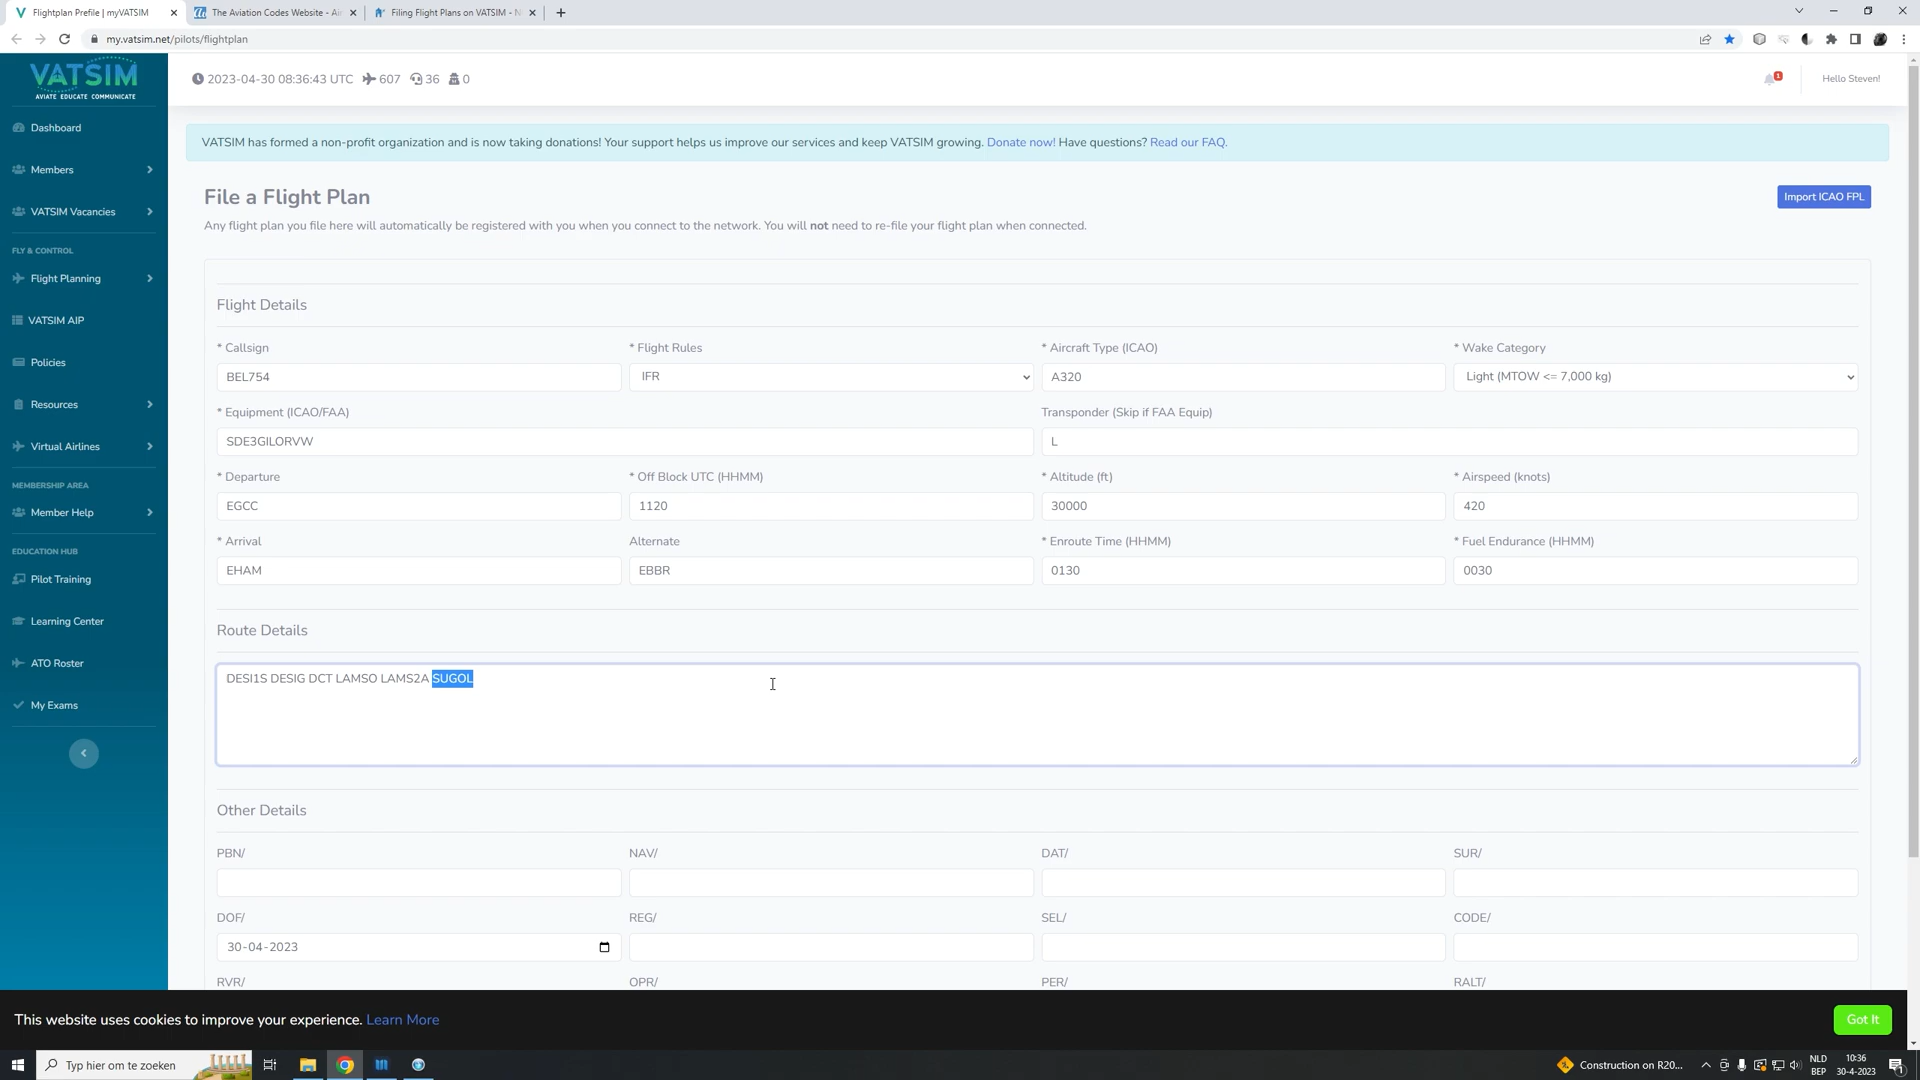 Flightplan Prefile | myVATSIM
The Aviation Codes Website - Air
Filing Flight Plans on VATSIM - N
my.vatsim.net/pilots/flightplan
VATSIM
AVIATE EDUCATE COMMUNICATE
2023-04-30 08:36:43 UTC 607 36 0
1
Hello Steven!
Dashboard
Members
VATSIM Vacancies
FLY & CONTROL
Flight Planning
VATSIM AIP
Policies
Resources
Virtual Airlines
MEMBERSHIP AREA
Member Help
EDUCATION HUB
Pilot Training
Learning Center
ATO Roster
My Exams
VATSIM has formed a non-profit organization and is now taking donations! Your support helps us improve our services and keep VATSIM growing. Donate now! Have questions? Read our FAQ.
File a Flight Plan
Import ICAO FPL
Any flight plan you file here will automatically be registered with you when you connect to the network. You will not need to re-file your flight plan when connected.
Flight Details
* Callsign * Flight Rules * Aircraft Type (ICAO) * Wake Category
BEL754 IFR A320 Light (MTOW <= 7,000 kg)
* Equipment (ICAO/FAA) Transponder (Skip if FAA Equip)
SDE3GILORVW L
* Departure * Off Block UTC (HHMM) * Altitude (ft) * Airspeed (knots)
EGCC 1120 30000 420
* Arrival Alternate * Enroute Time (HHMM) * Fuel Endurance (HHMM)
EHAM EBBR 0130 0030
Route Details
DESI1S DESIG DCT LAMSO LAMS2A SUGOL
Other Details
PBN/ NAV/ DAT/ SUR/
DOF/ REG/ SEL/ CODE/
30-04-2023
RVR/ OPR/ PER/ RALT/
This website uses cookies to improve your experience. Learn More
Got It
Typ hier om te zoeken
Construction on R20...
NLD
BEP
10:36
30-4-2023
1